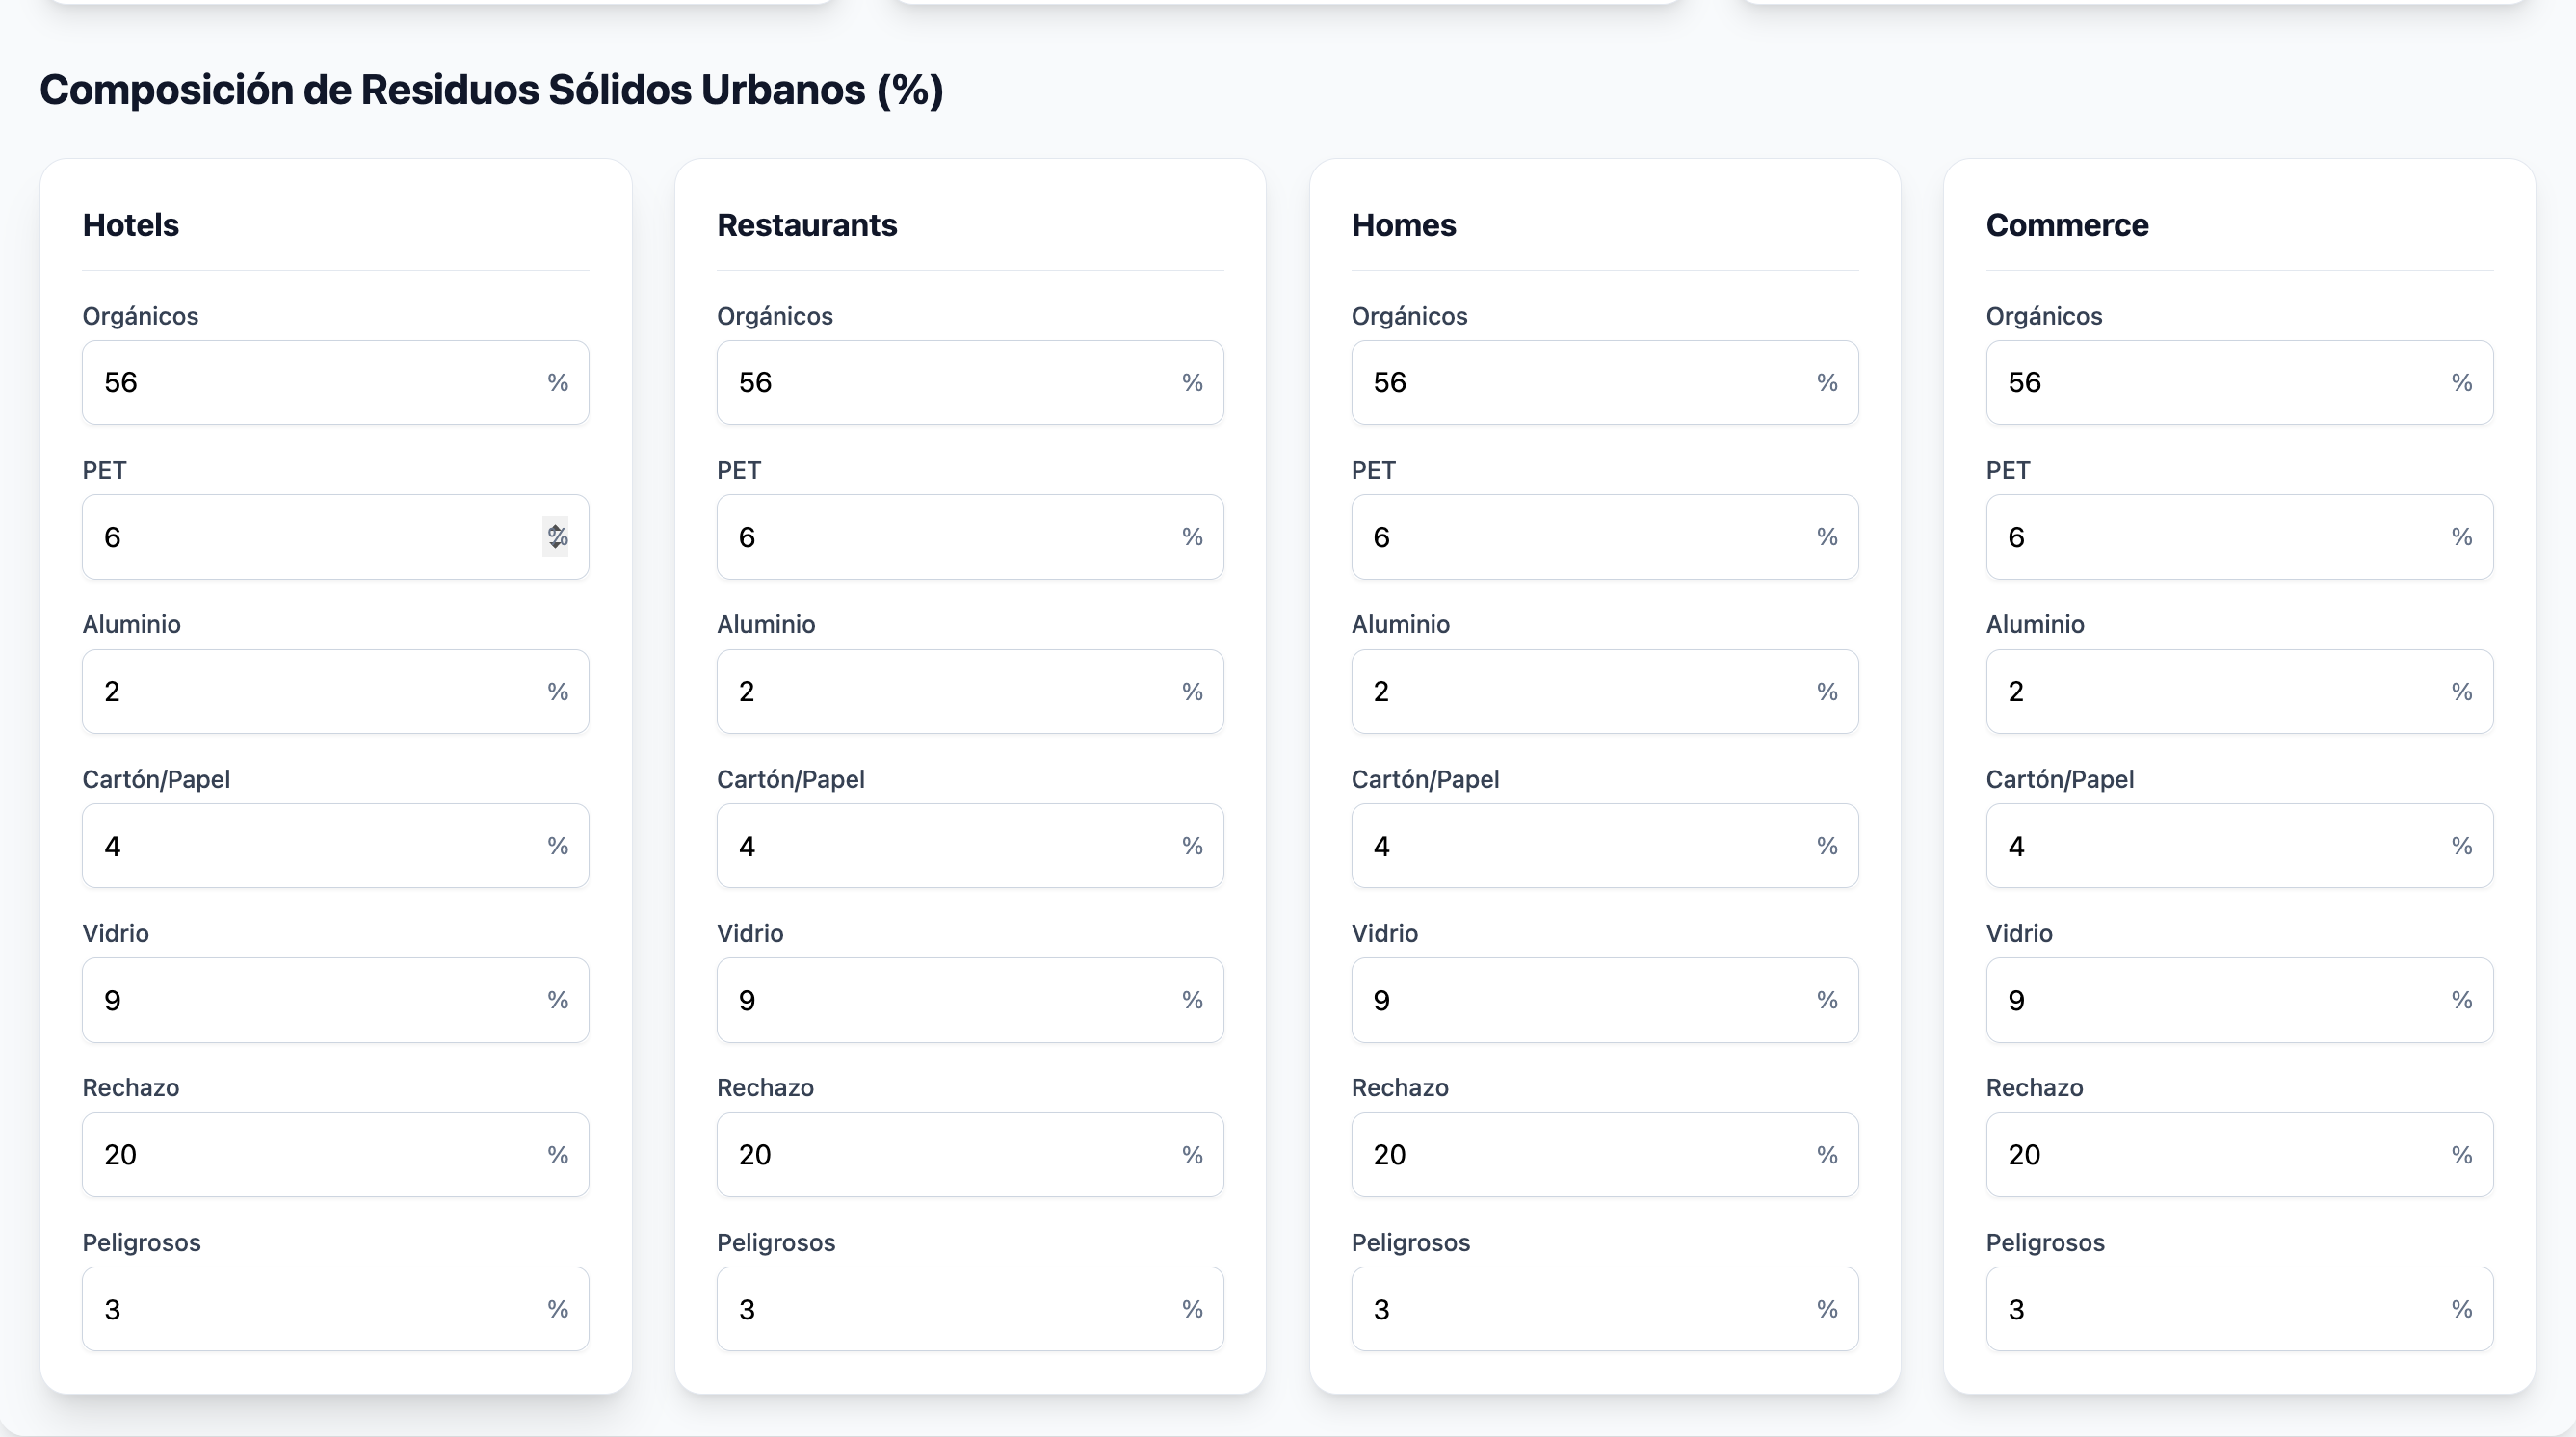 Composición de Residuos Sólidos Urbanos (%)
Hotels
Orgánicos
56 %
PET
6 %
Aluminio
2 %
Cartón/Papel
4 %
Vidrio
9 %
Rechazo
20 %
Peligrosos
3 %
Restaurants
Orgánicos
56 %
PET
6 %
Aluminio
2 %
Cartón/Papel
4 %
Vidrio
9 %
Rechazo
20 %
Peligrosos
3 %
Homes
Orgánicos
56 %
PET
6 %
Aluminio
2 %
Cartón/Papel
4 %
Vidrio
9 %
Rechazo
20 %
Peligrosos
3 %
Commerce
Orgánicos
56 %
PET
6 %
Aluminio
2 %
Cartón/Papel
4 %
Vidrio
9 %
Rechazo
20 %
Peligrosos
3 %